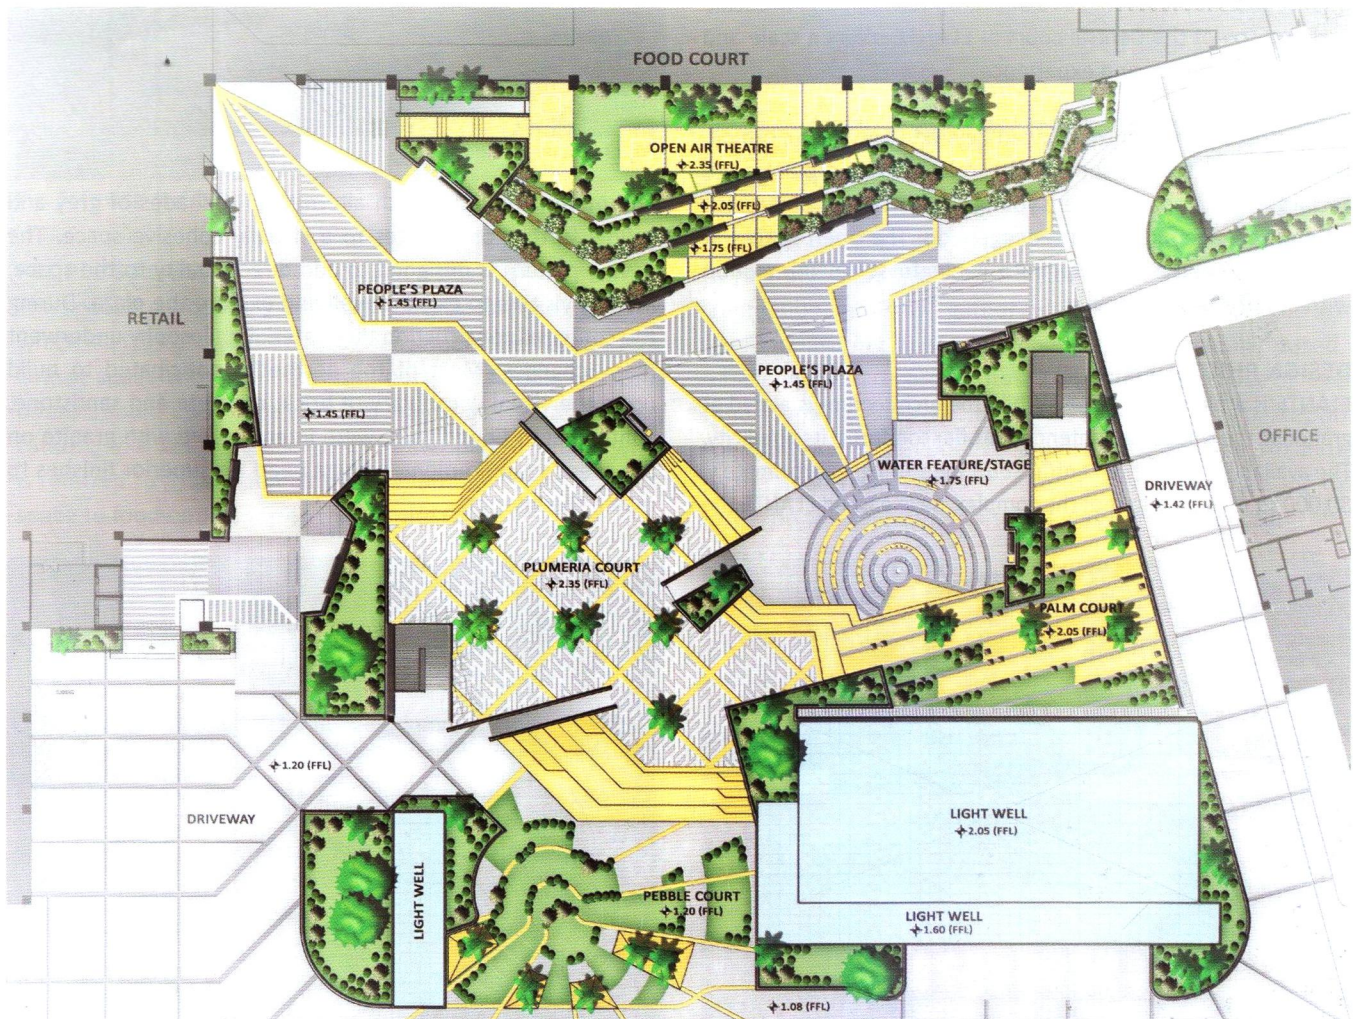 FOOD COURT
OPEN AIR THEATRE
2.35 (FFL)
2.05 (FFL)
1.75 (FFL)
PEOPLE'S PLAZA
1.45 (FFL)
RETAIL
PEOPLE'S PLAZA
1.45 (FFL)
1.45 (FFL)
OFFICE
WATER FEATURE/STAGE
1.75 (FFL)
DRIVEWAY
1.42 (FFL)
PLUMERIA COURT
2.35 (FFL)
PALM COURT
2.05 (FFL)
1.20 (FFL)
DRIVEWAY
LIGHT WELL
2.05 (FFL)
LIGHT WELL
PEBBLE COURT
1.20 (FFL)
LIGHT WELL
1.60 (FFL)
1.08 (FFL)